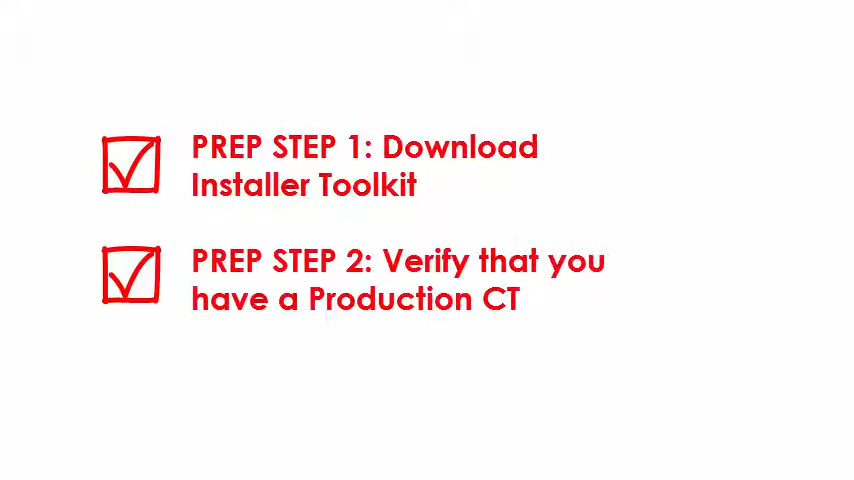 PREP STEP 1: Download
Installer Toolkit
PREP STEP 2: Verify that you
have a Production CT